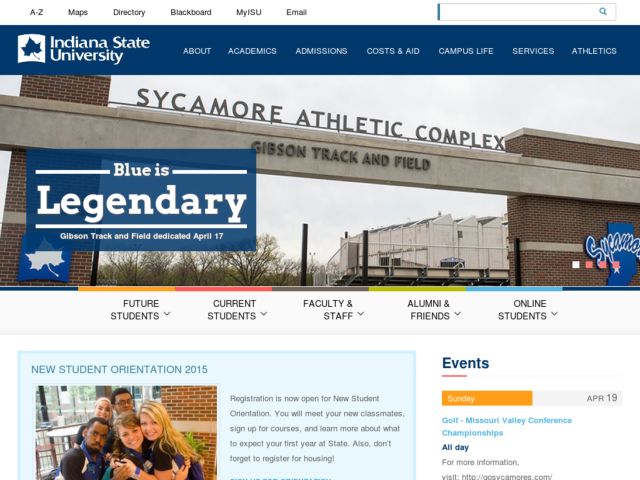 A-Z Maps Directory Blackboard MyISU Email
Indiana State
University
ABOUT ACADEMICS ADMISSIONS COSTS & AID CAMPUS LIFE SERVICES ATHLETICS
SYCAMORE ATHLETIC COMPLEX
GIBSON TRACK AND FIELD
Blue is
Legendary
Gibson Track and Field dedicated April 17
Sycamores
FUTURE
STUDENTS
CURRENT
STUDENTS
FACULTY &
STAFF
ALUMNI &
FRIENDS
ONLINE
STUDENTS
NEW STUDENT ORIENTATION 2015
Registration is now open for New Student
Orientation. You will meet your new classmates,
sign up for courses, and learn more about what
to expect your first year at State. Also, don't
forget to register for housing!
SIGN UP FOR ORIENTATION
Events
Sunday APR 19
Golf - Missouri Valley Conference
Championships
All day
For more information,
visit: http://gosycamores.com/